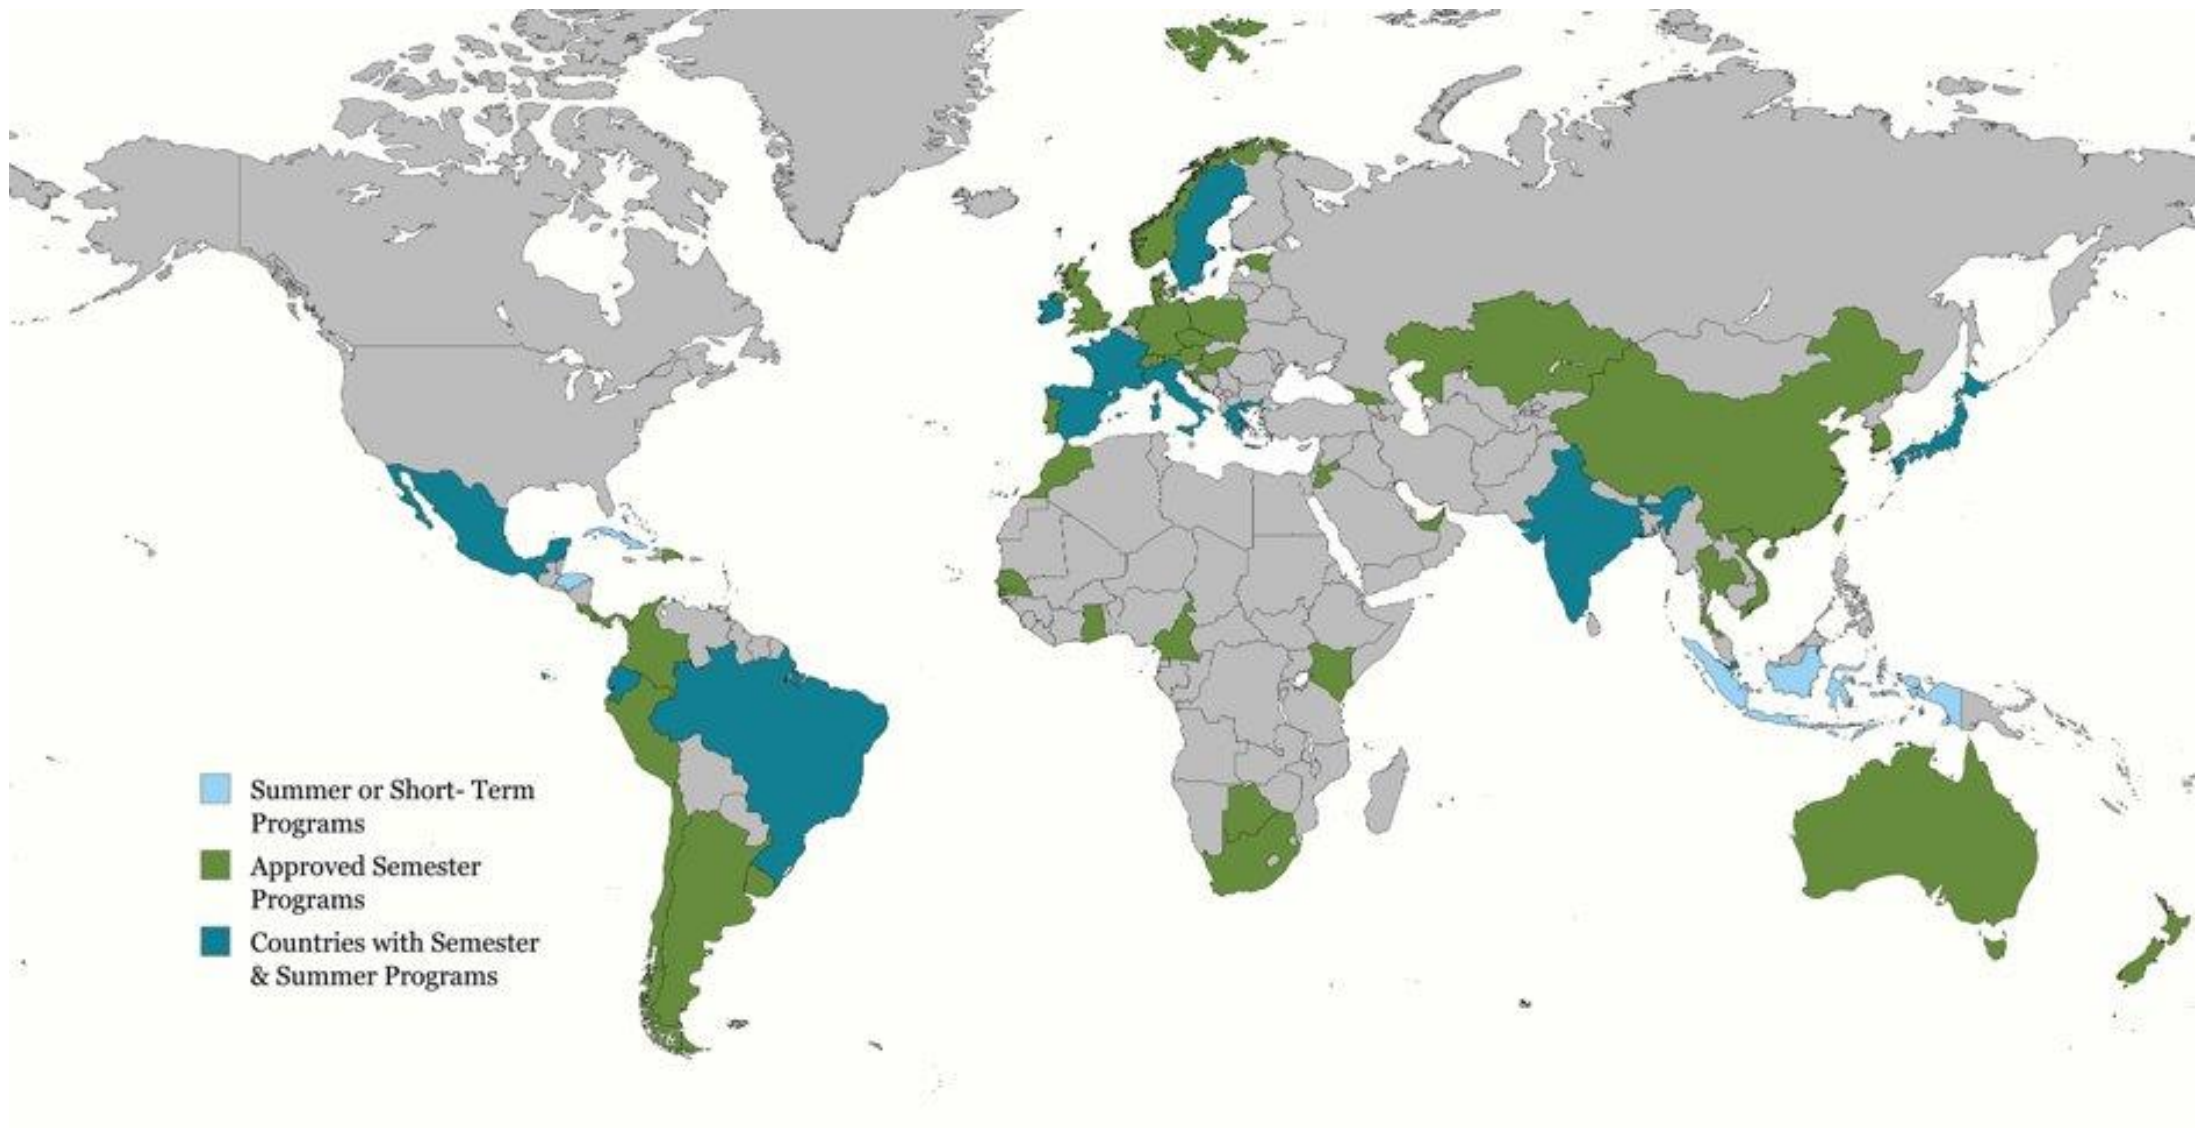 Summer or Short- Term
Programs
Approved Semester
Programs
Countries with Semester
& Summer Programs